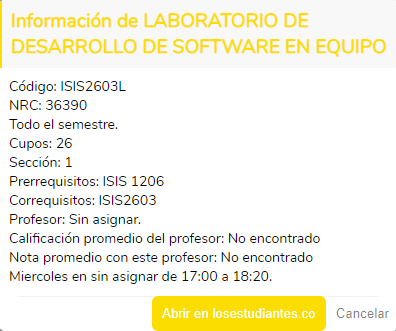 Información de LABORATORIO DE
DESARROLLO DE SOFTWARE EN EQUIPO
Código: ISIS2603L
NRC: 36390
Todo el semestre.
Cupos: 26
Sección: 1
Prerrequisitos: ISIS 1206
Correquisitos: ISIS2603
Profesor: Sin asignar.
Calificación promedio del profesor: No encontrado
Nota promedio con este profesor: No encontrado
Miercoles en sin asignar de 17:00 a 18:20.
Abrir en losestudiantes.co Cancelar